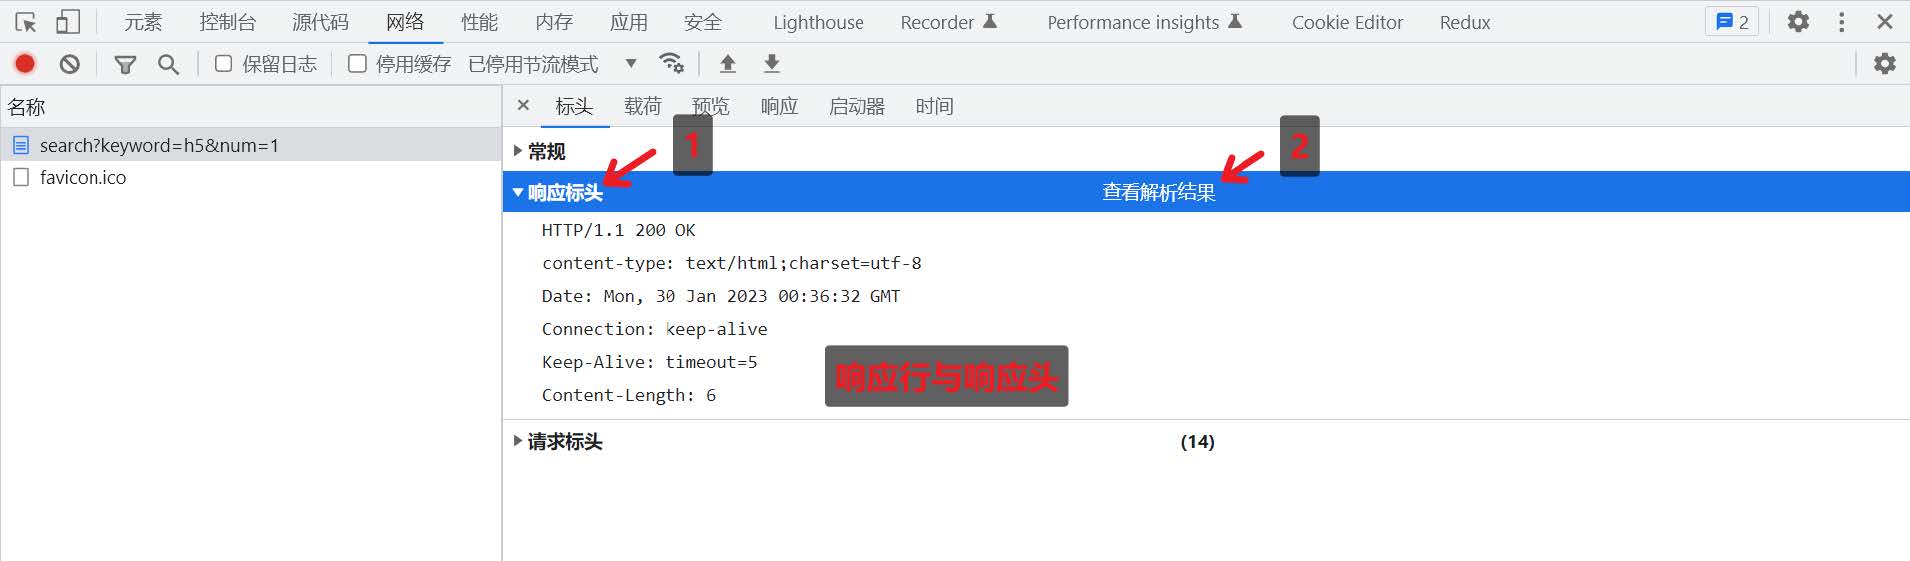 元素 控制台 源代码 网络 性能 内存 应用 安全 Lighthouse Recorder Performance insights Cookie Editor Redux 2
保留日志 停用缓存 已停用节流模式
名称
search?keyword=h5&num=1
favicon.ico
× 标头 载荷 预览 响应 启动器 时间
常规
1
2
响应标头 查看解析结果
HTTP/1.1 200 OK
content-type: text/html;charset=utf-8
Date: Mon, 30 Jan 2023 00:36:32 GMT
Connection: keep-alive
Keep-Alive: timeout=5
Content-Length: 6
响应行与响应头
请求标头 (14)